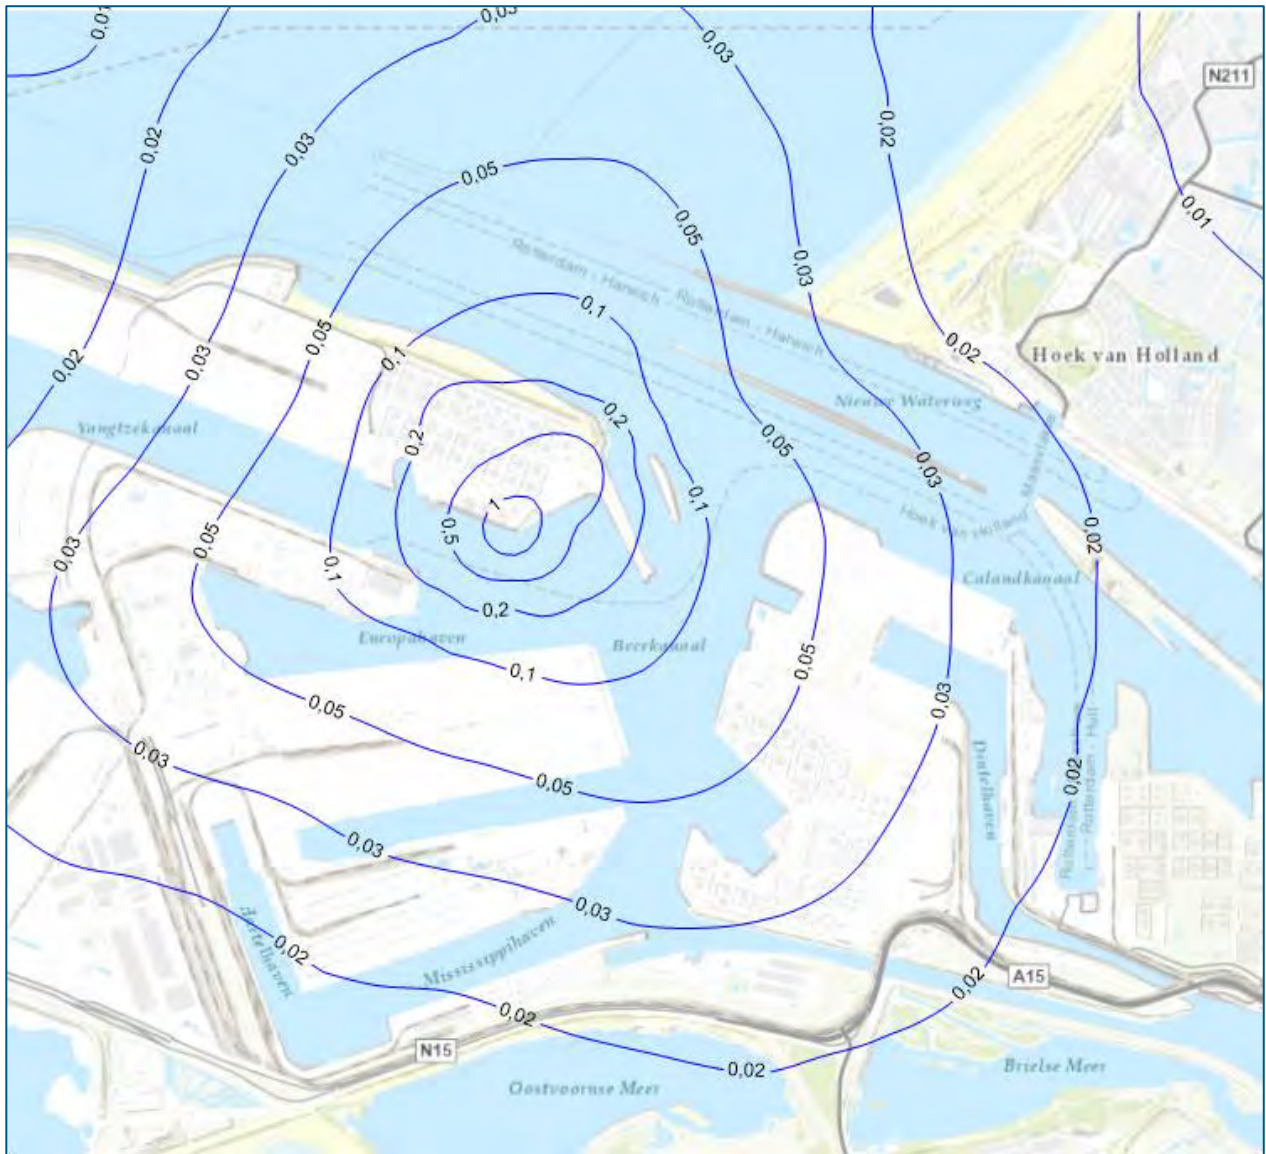 0,01
0,03
0,03
N211
0,02
0,02
0,03
0,05
0,01
0,05
Rotterdam - Harwich - Rotterdam - Harwich
0,03
0,1
0,05
0,02
Hoek van Holland
0,1
0,03
0,02
Nieuwe Waterweg
0,2
Yangtzekanaal
0,2
0,05
0,03
1
0,1
0,5
Hoek van Holland
0,02
0,05
0,03
0,1
Calandkanaal
0,2
Europahaven
Beerkanaal
0,05
0,1
0,03
0,05
0,03
0,05
0,02
Dintelhaven
Rotterdam - Hull
0,03
0,03
0,02
Mississippihaven
A15
0,02
0,02
N15
0,02
Brielse Meer
Oostvoornse Meer